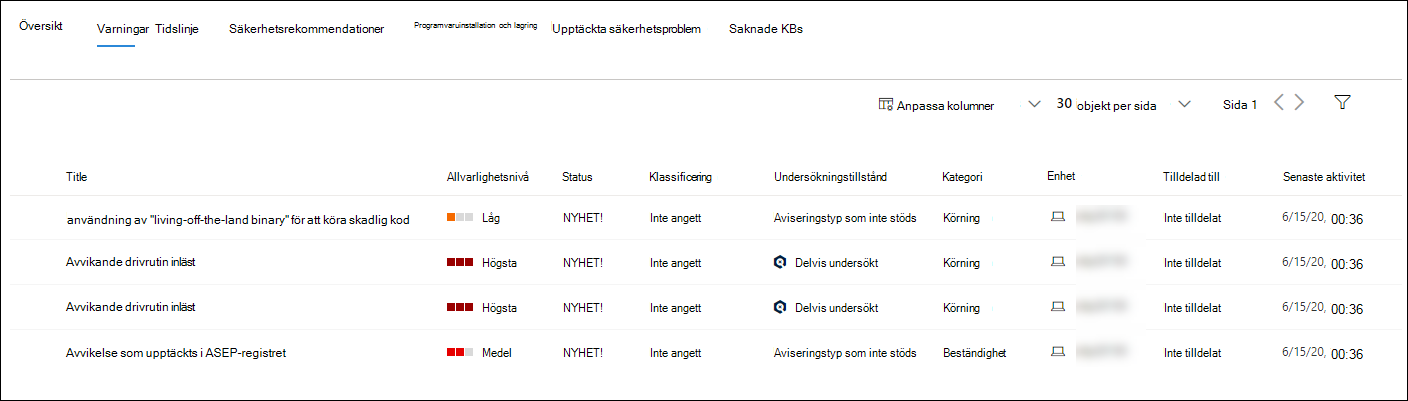 Översikt Varningar Tidslinje Säkerhetsrekommendationer Programvaruinstallation och lagring Upptäckta säkerhetsproblem Saknade KBs
Anpassa kolumner 30 objekt per sida Sida 1
Title Allvarlighetsnivå Status Klassificering Undersökningstillstånd Kategori Enhet Tilldelad till Senaste aktivitet
användning av "living-off-the-land binary" för att köra skadlig kod Låg NYHET! Inte angett Aviseringstyp som inte stöds Körning Inte tilldelat 6/15/20, 00:36
Avvikande drivrutin inläst Högsta NYHET! Inte angett Delvis undersökt Körning Inte tilldelat 6/15/20, 00:36
Avvikande drivrutin inläst Högsta NYHET! Inte angett Delvis undersökt Körning Inte tilldelat 6/15/20, 00:36
Avvikelse som upptäckts i ASEP-registret Medel NYHET! Inte angett Aviseringstyp som inte stöds Beständighet Inte tilldelat 6/15/20, 00:36